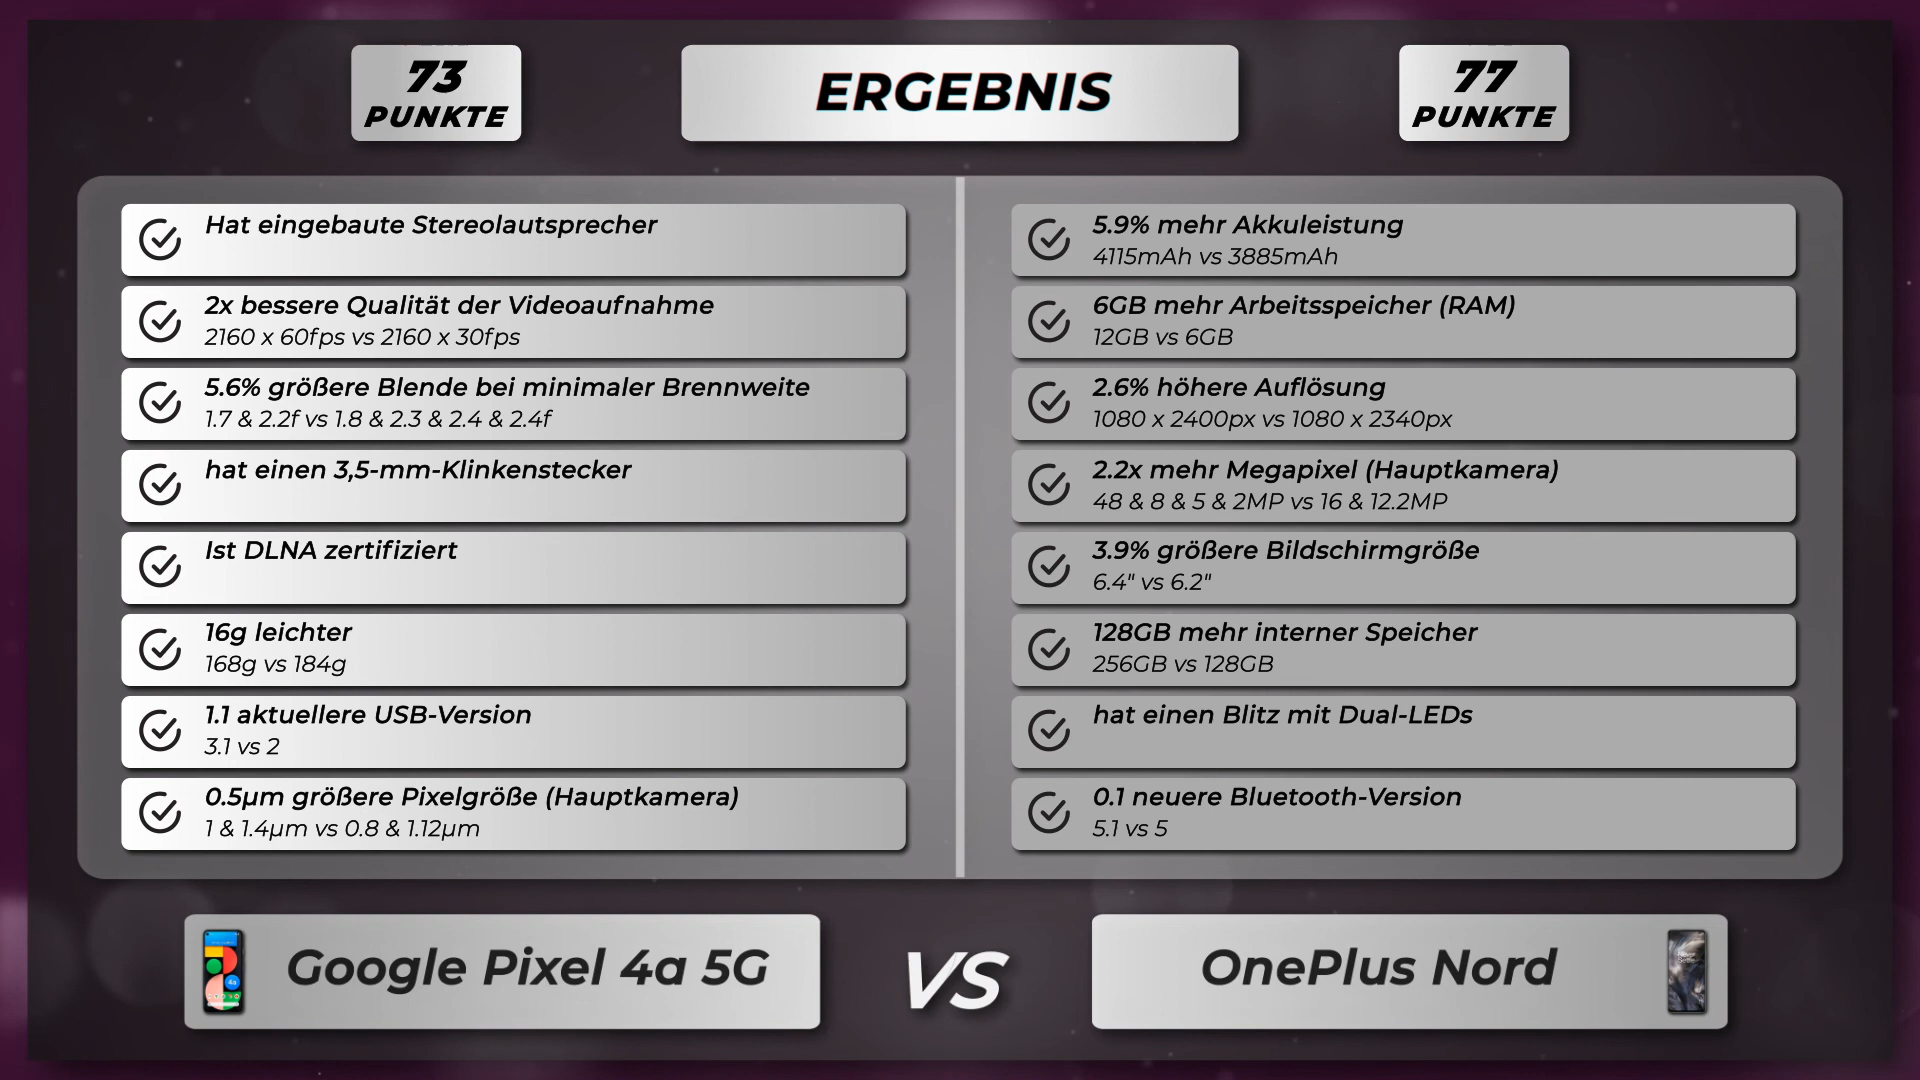 73
PUNKTE
ERGEBNIS
77
PUNKTE
Hat eingebaute Stereolautsprecher
2x bessere Qualität der Videoaufnahme
2160 x 60fps vs 2160 x 30fps
5.6% größere Blende bei minimaler Brennweite
1.7 & 2.2f vs 1.8 & 2.3 & 2.4 & 2.4f
hat einen 3,5-mm-Klinkenstecker
Ist DLNA zertifiziert
16g leichter
168g vs 184g
1.1 aktuellere USB-Version
3.1 vs 2
0.5µm größere Pixelgröße (Hauptkamera)
1 & 1.4µm vs 0.8 & 1.12µm
5.9% mehr Akkuleistung
4115mAh vs 3885mAh
6GB mehr Arbeitsspeicher (RAM)
12GB vs 6GB
2.6% höhere Auflösung
1080 x 2400px vs 1080 x 2340px
2.2x mehr Megapixel (Hauptkamera)
48 & 8 & 5 & 2MP vs 16 & 12.2MP
3.9% größere Bildschirmgröße
6.4" vs 6.2"
128GB mehr interner Speicher
256GB vs 128GB
hat einen Blitz mit Dual-LEDs
0.1 neuere Bluetooth-Version
5.1 vs 5
Google Pixel 4a 5G
VS
OnePlus Nord